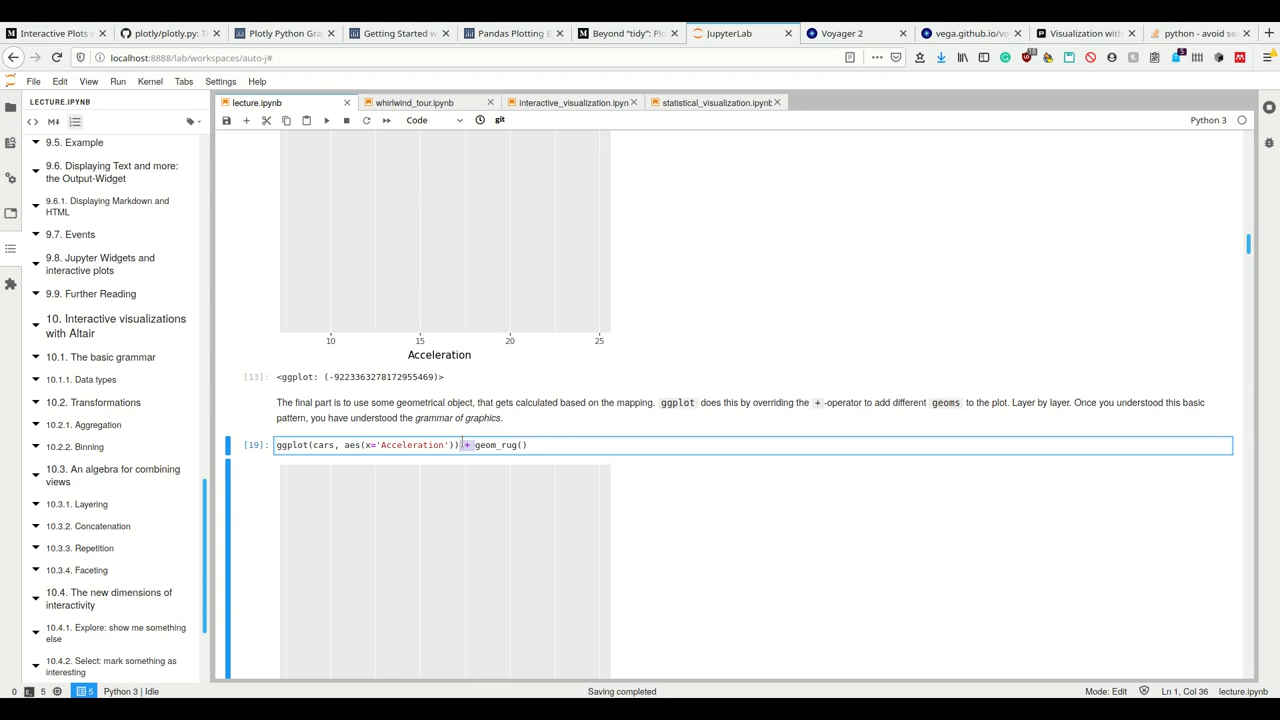 Interactive Plots w
plotly/plotly.py: T
Plotly Python Gra
Getting Started w
Pandas Plotting B
Beyond “tidy”: Plo
JupyterLab
Voyager 2
vega.github.io/vo
Visualization with
python - avoid se
localhost:8888/lab/workspaces/auto-j#
File Edit View Run Kernel Tabs Settings Help
LECTURE.IPYNB
lecture.ipynb
whirlwind_tour.ipynb
interactive_visualization.ipyn
statistical_visualization.ipynb
Code
git
Python 3
9.5. Example
9.6. Displaying Text and more:
the Output-Widget
9.6.1. Displaying Markdown and
HTML
9.7. Events
9.8. Jupyter Widgets and
interactive plots
9.9. Further Reading
10. Interactive visualizations
with Altair
10.1. The basic grammar
10.1.1. Data types
10.2. Transformations
10.2.1. Aggregation
10.2.2. Binning
10.3. An algebra for combining
views
10.3.1. Layering
10.3.2. Concatenation
10.3.3. Repetition
10.3.4. Faceting
10.4. The new dimensions of
interactivity
10.4.1. Explore: show me something
else
10.4.2. Select: mark something as
interesting
10 15 20 25
Acceleration
[13]: <ggplot: (-9223363278172955469)>
The final part is to use some geometrical object, that gets calculated based on the mapping. ggplot does this by overriding the +-operator to add different geoms to the plot. Layer by layer. Once you understood this basic
pattern, you have understood the grammar of graphics.
[19]: ggplot(cars, aes(x='Acceleration')) + geom_rug()
0 5 5 Python 3 | Idle
Saving completed
Mode: Edit Ln 1, Col 36 lecture.ipynb